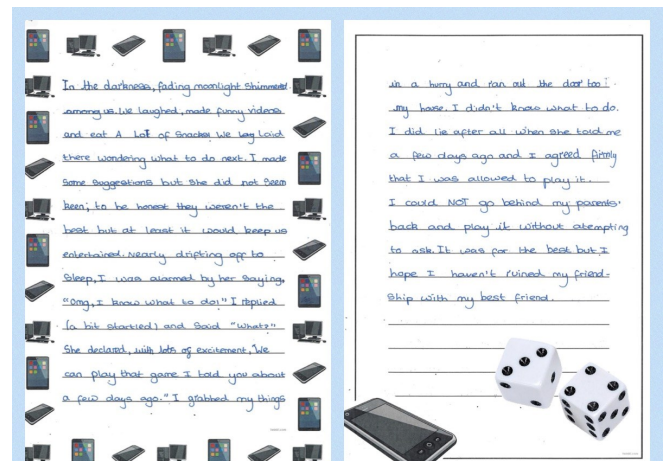 In the darkness, fading moonlight shimmered
among us. We laughed, made funny videos
and eat A LoT of Snacks. We laid
there wondering what to do next. I made
Some suggestions but She did not Seem
keen; to be honest they weren't the
best but at least it would keep us
entertained. Nearly drifting off to
Sleep, I was alarmed by her Saying,
"Omg, I know what to do!" I replied
(a bit startled) and Said "What?"
She declared, with lots of excitement, "We
can play that game I told you about
a few days ago." I grabbed my things
in a hurry and ran out the door too
my house. I didn't know what to do.
I did lie after all when She told me
a few days ago and I agreed firmly
that I was allowed to play it.
I could NOT go behind my parents'
back and play it without atempting
to ask. It was for the best but I
hope I haven't ruined my friend-
Ship with my best friend.